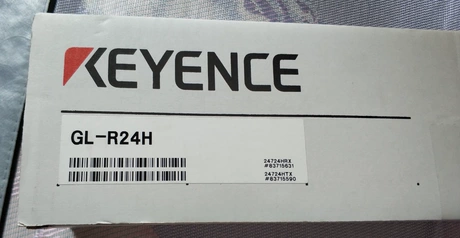 KEYENCE
GL-R24H
24724HRX
#83715631
24724HTX
#83715590